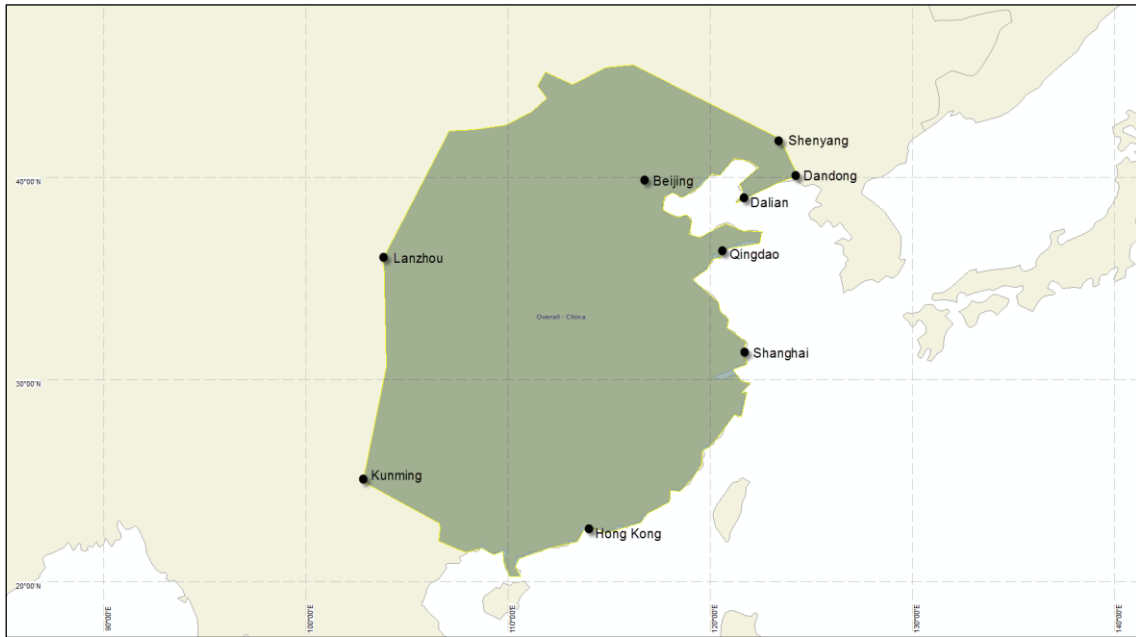 Shenyang
40°00'N
Beijing
Dandong
Dalian
Lanzhou
Qingdao
Overall - China
Shanghai
30°00'N
Kunming
Hong Kong
20°00'N
90°00'E
100°00'E
110°00'E
120°00'E
130°00'E
140°00'E